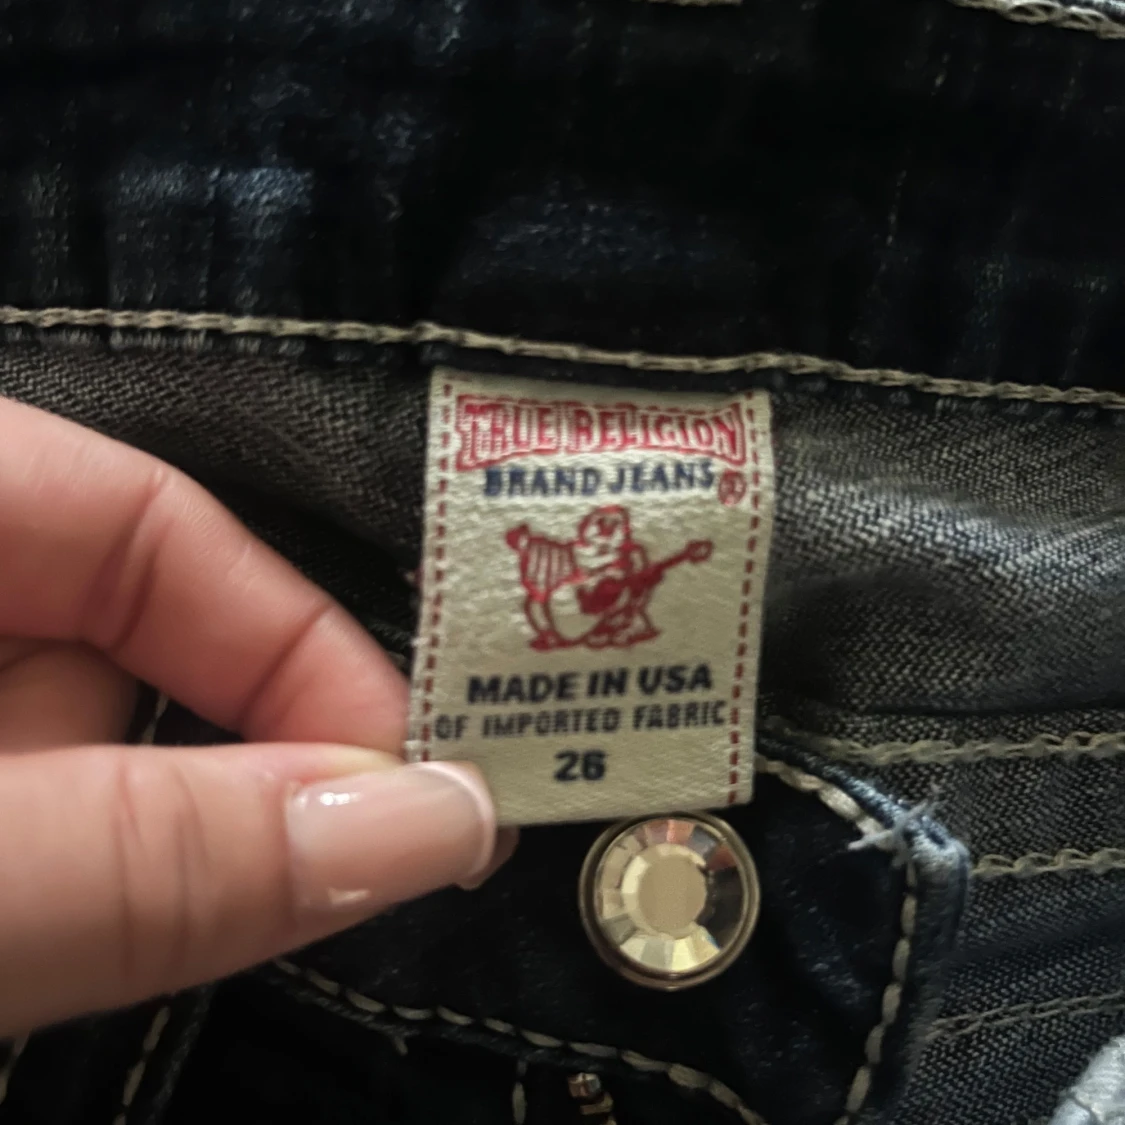 TRUE RELIGION
BRAND JEANS ®
MADE IN USA
OF IMPORTED FABRIC
26